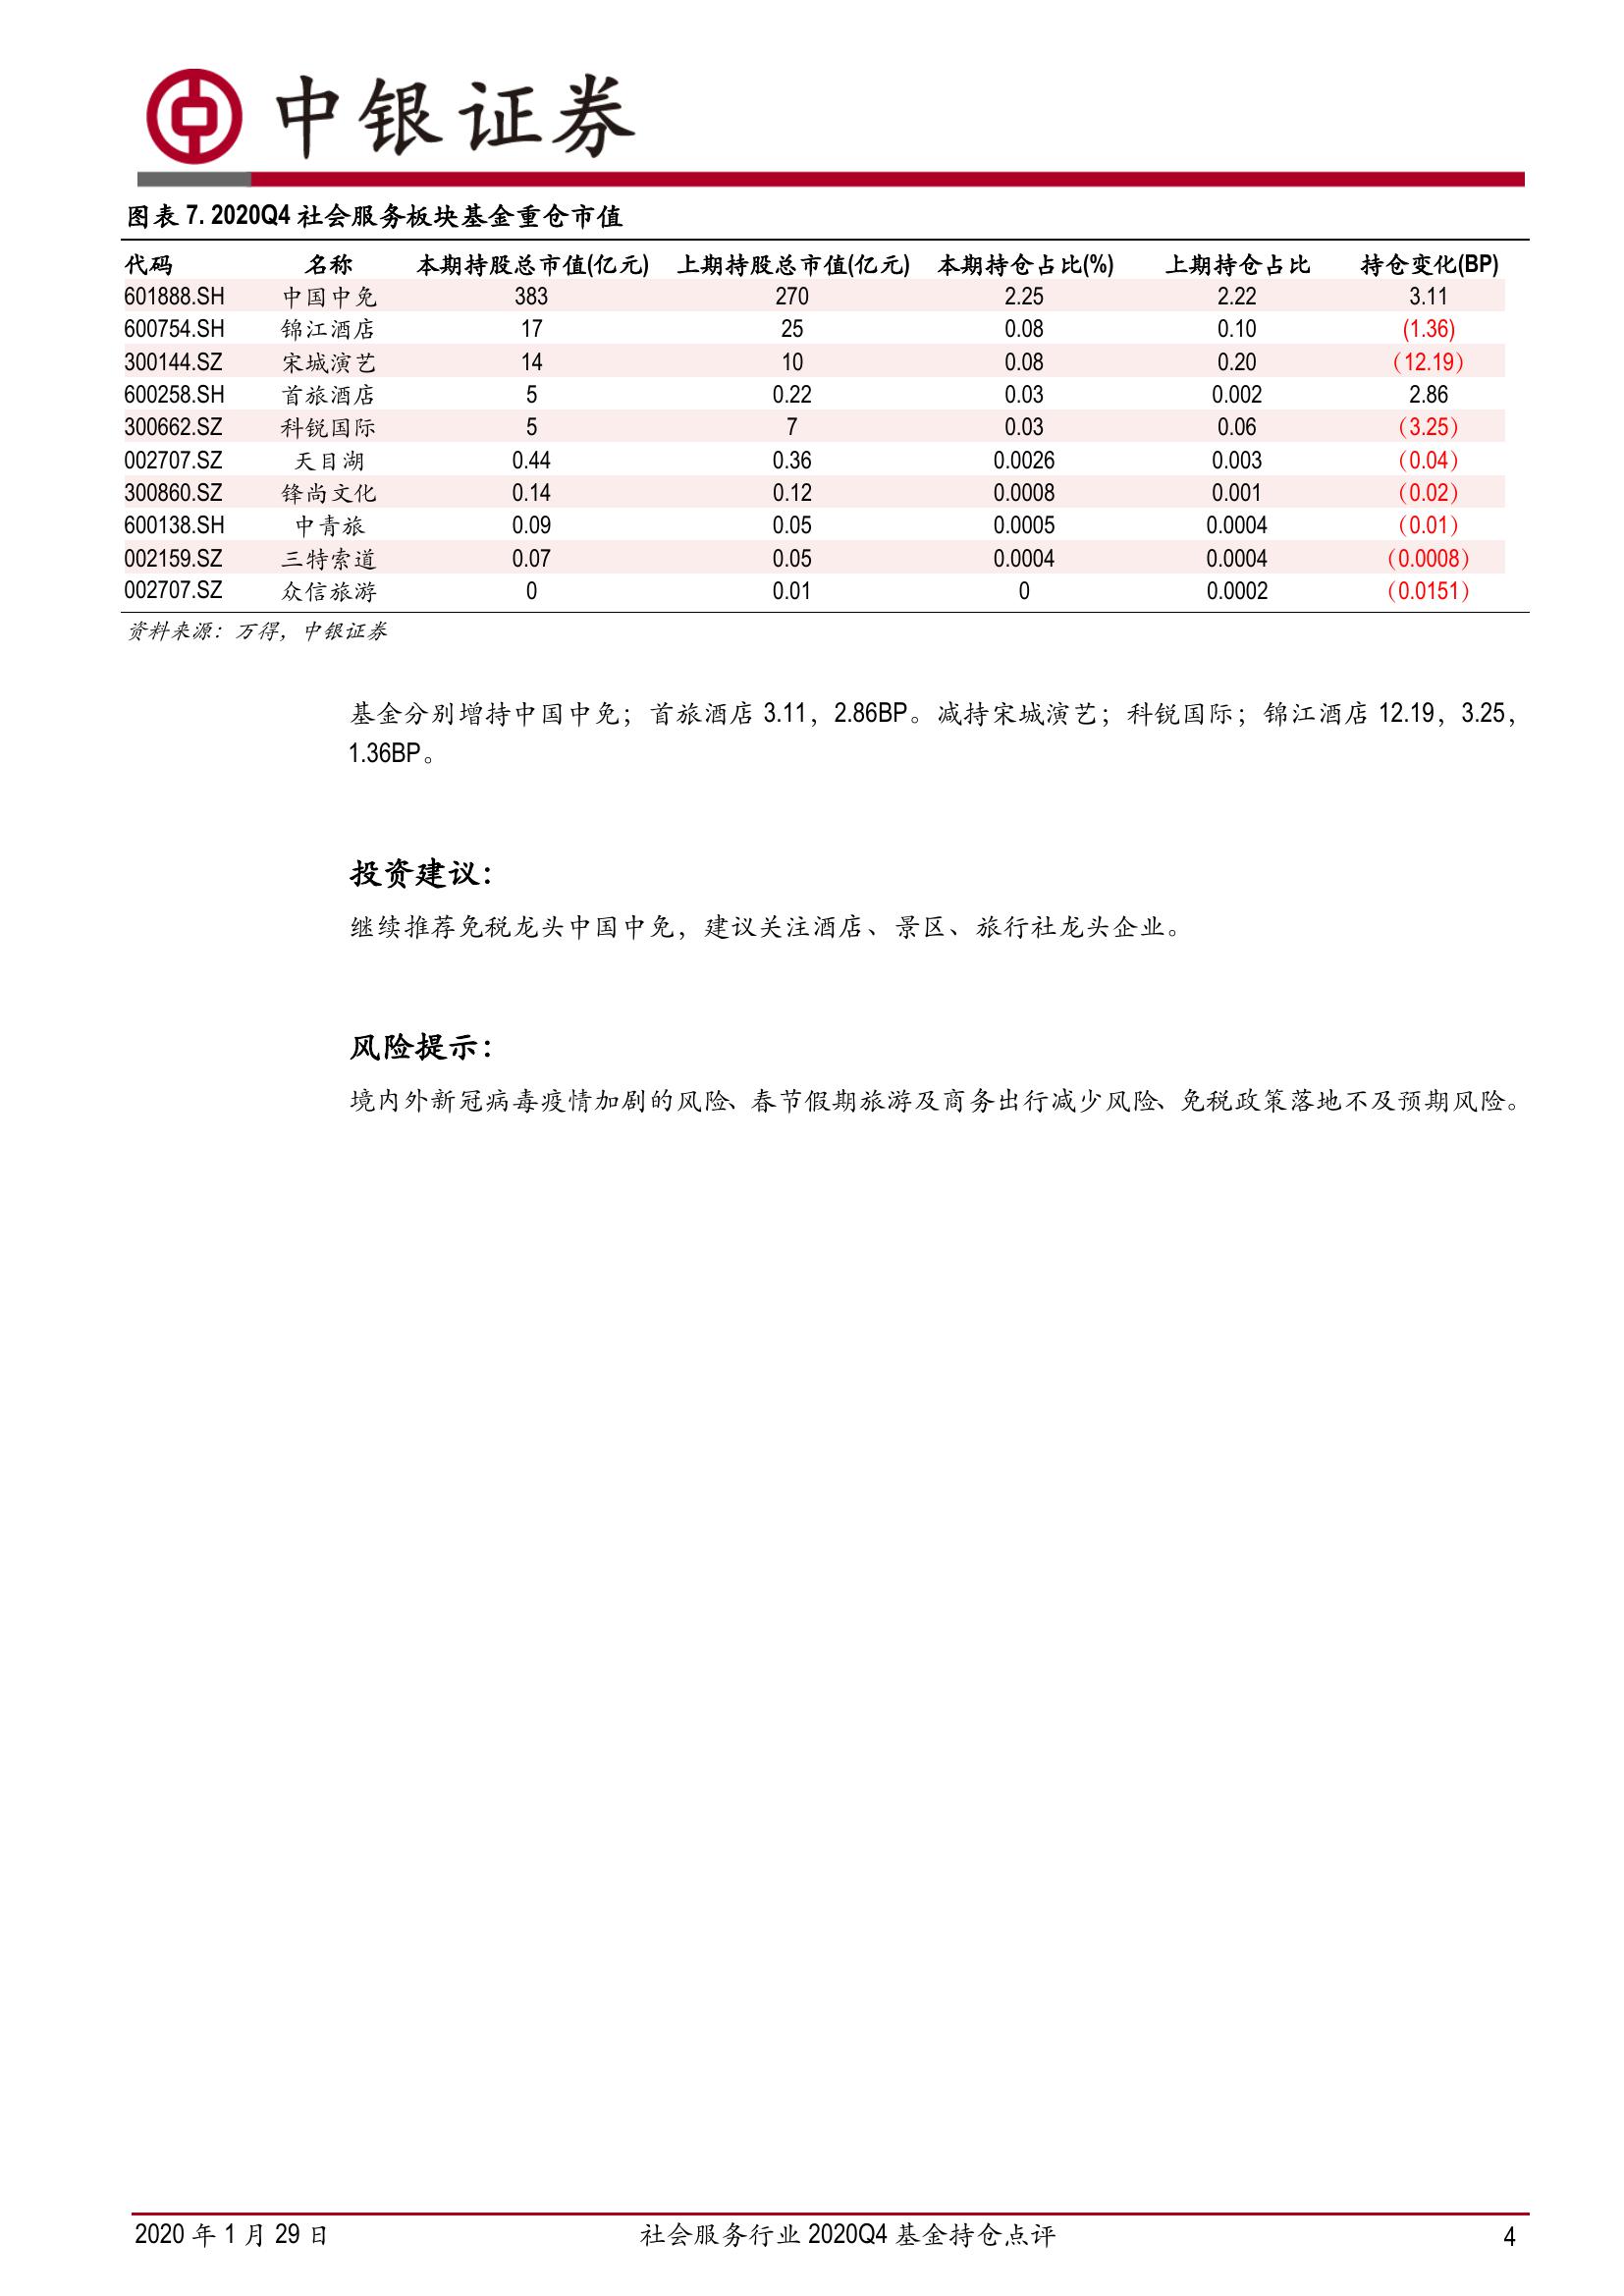 中银证券
图表 7. 2020Q4 社会服务板块基金重仓市值
代码 名称 本期持股总市值(亿元) 上期持股总市值(亿元) 本期持仓占比(%) 上期持仓占比 持仓变化(BP)
601888.SH 中国中免 383 270 2.25 2.22 3.11
600754.SH 锦江酒店 17 25 0.08 0.10 (1.36)
300144.SZ 宋城演艺 14 10 0.08 0.20 （12.19）
600258.SH 首旅酒店 5 0.22 0.03 0.002 2.86
300662.SZ 科锐国际 5 7 0.03 0.06 （3.25）
002707.SZ 天目湖 0.44 0.36 0.0026 0.003 （0.04）
300860.SZ 锋尚文化 0.14 0.12 0.0008 0.001 （0.02）
600138.SH 中青旅 0.09 0.05 0.0005 0.0004 （0.01）
002159.SZ 三特索道 0.07 0.05 0.0004 0.0004 （0.0008）
002707.SZ 众信旅游 0 0.01 0 0.0002 （0.0151）
资料来源：万得，中银证券
基金分别增持中国中免；首旅酒店 3.11，2.86BP。减持宋城演艺；科锐国际；锦江酒店 12.19，3.25，
1.36BP。
投资建议：
继续推荐免税龙头中国中免，建议关注酒店、景区、旅行社龙头企业。
风险提示：
境内外新冠病毒疫情加剧的风险、春节假期旅游及商务出行减少风险、免税政策落地不及预期风险。
2020 年 1 月 29 日 社会服务行业 2020Q4 基金持仓点评 4